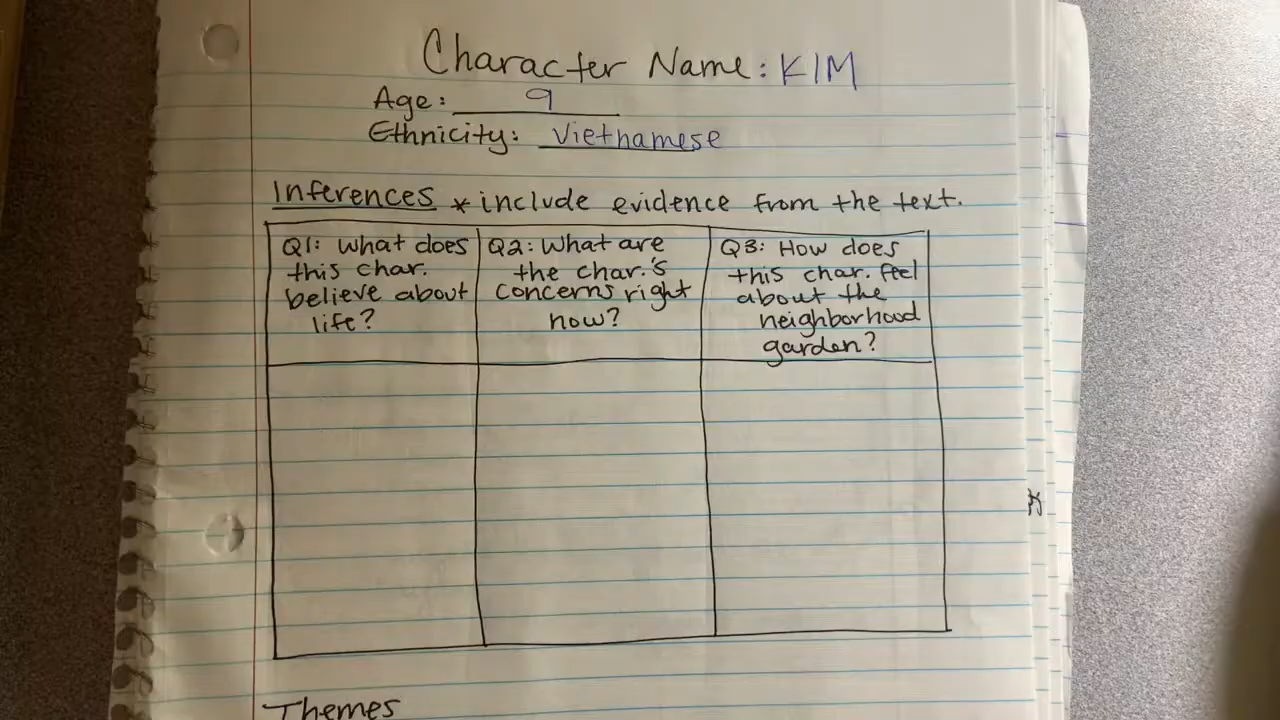 Character Name: KIM
Age: 9
Ethnicity: Vietnamese
Inferences * include evidence from the text.
Q1: What does
this char.
believe about
life?
Q2: What are
the char.'s
concerns right
now?
Q3: How does
this char. feel
about the
neighborhood
garden?
Themes